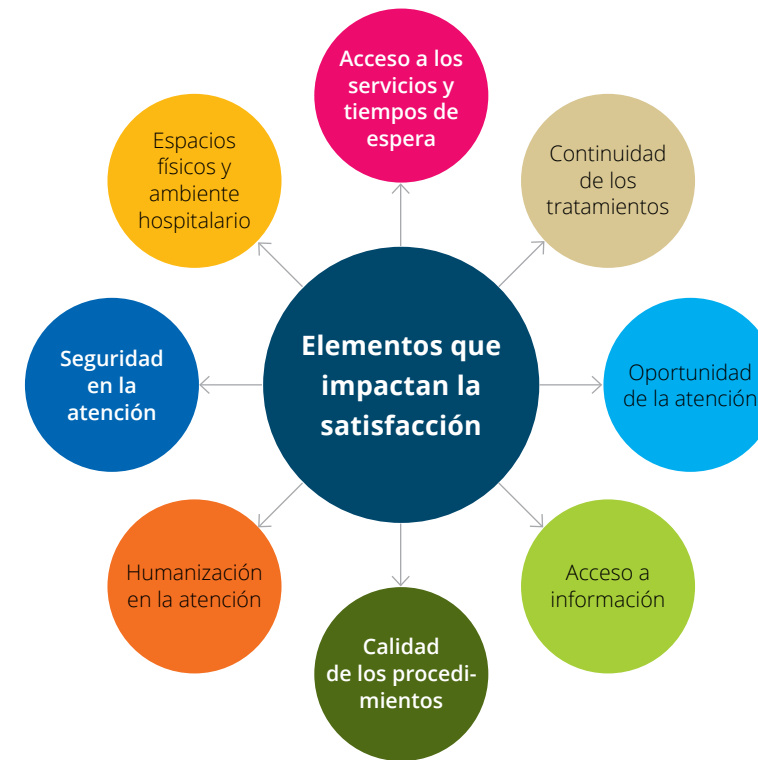 Acceso a los
servicios y
tiempos de
espera
Continuidad
de los
tratamientos
Oportunidad
de la atención
Acceso a
información
Calidad
de los procedi-
mientos
Humanización
en la atención
Seguridad
en la
atención
Espacios
físicos y
ambiente
hospitalario
Elementos que
impactan la
satisfacción